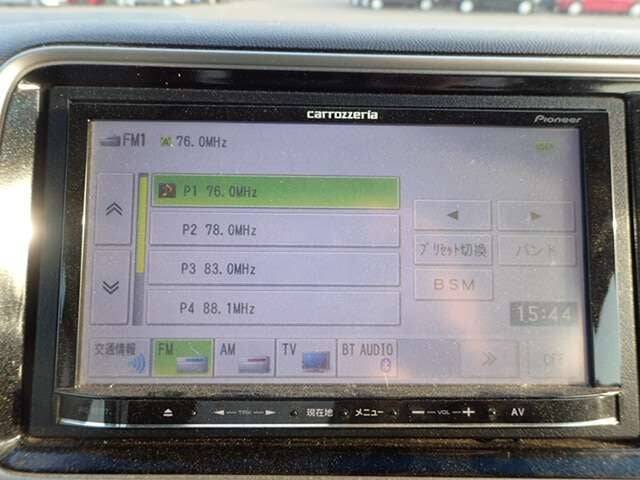 carrozzeria
Pioneer
FM1 76.0MHz
P1 76.0MHz
P2 78.0MHz
P3 83.0MHz
P4 88.1MHz
プリセット切換 バンド
BSM
15:44
交通情報 FM AM TV BT AUDIO OFF
TRK 現在地 メニュー VOL AV